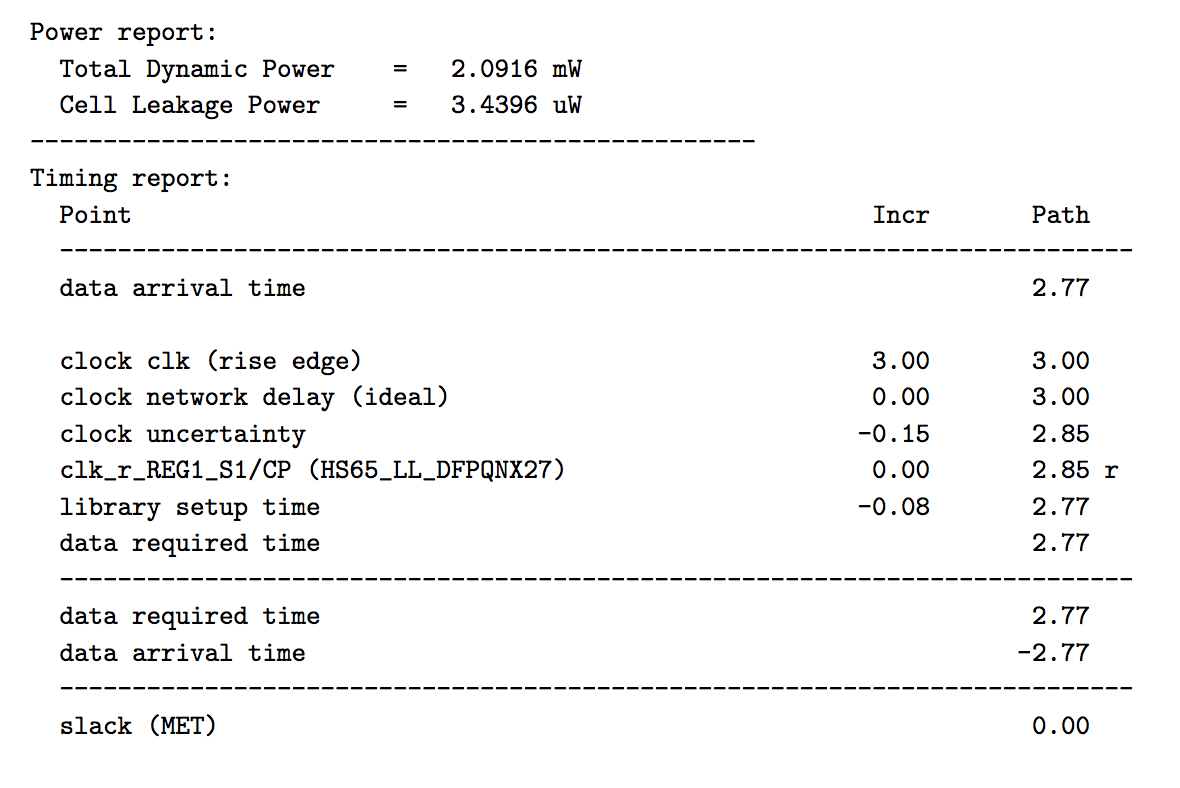 Power report:
Total Dynamic Power = 2.0916 mW
Cell Leakage Power = 3.4396 uW
--------------------------------------------------
Timing report:
Point Incr Path
--------------------------------------------------------------------------
data arrival time 2.77
clock clk (rise edge) 3.00 3.00
clock network delay (ideal) 0.00 3.00
clock uncertainty -0.15 2.85
clk_r_REG1_S1/CP (HS65_LL_DFPQNX27) 0.00 2.85 r
library setup time -0.08 2.77
data required time 2.77
--------------------------------------------------------------------------
data required time 2.77
data arrival time -2.77
--------------------------------------------------------------------------
slack (MET) 0.00